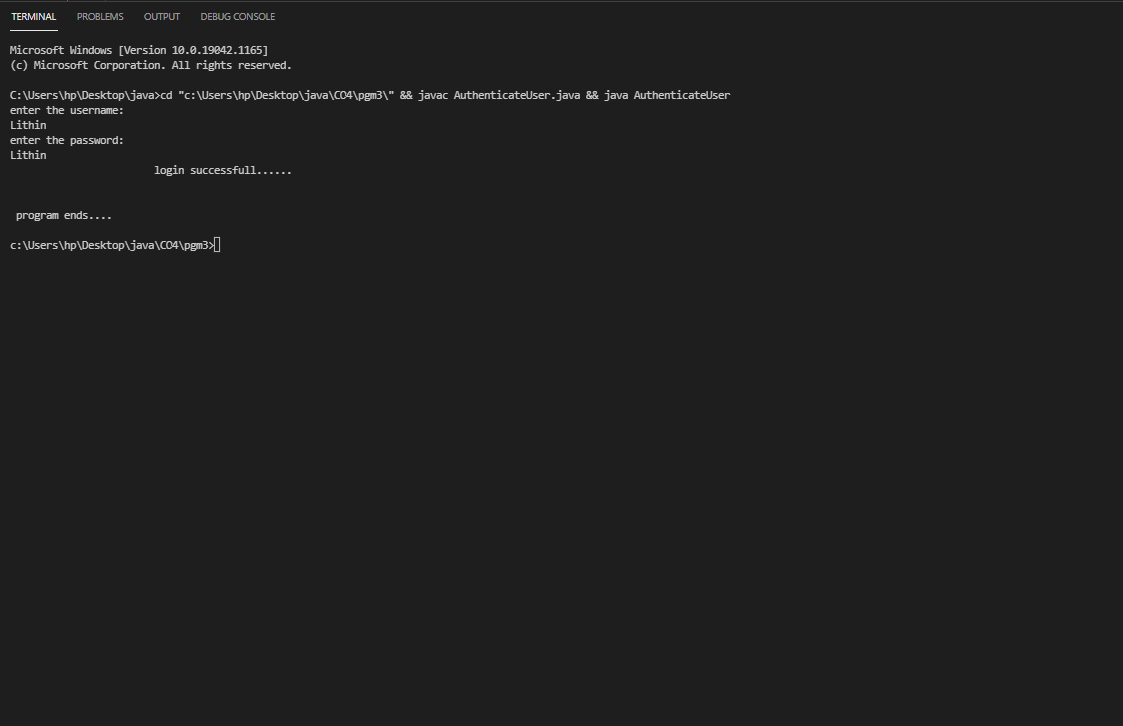 TERMINAL PROBLEMS OUTPUT DEBUG CONSOLE
Microsoft Windows [Version 10.0.19042.1165]
(c) Microsoft Corporation. All rights reserved.
C:\Users\hp\Desktop\java>cd "c:\Users\hp\Desktop\java\CO4\pgm3\" && javac AuthenticateUser.java && java AuthenticateUser
enter the username:
Lithin
enter the password:
Lithin
login successfull......
program ends....
c:\Users\hp\Desktop\java\CO4\pgm3>